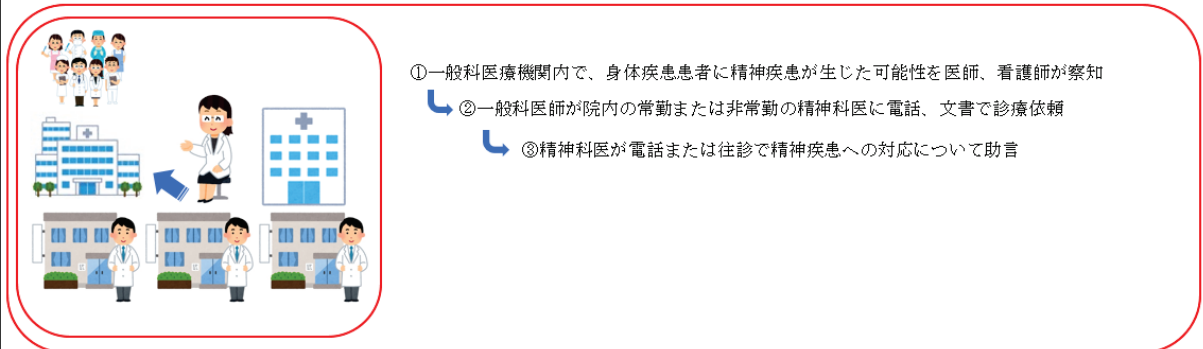 ①一般科医療機関内で、身体疾患患者に精神疾患が生じた可能性を医師、看護師が察知
②一般科医師が院内の常勤または非常勤の精神科医に電話、文書で診療依頼
③精神科医が電話または往診で精神疾患への対応について助言